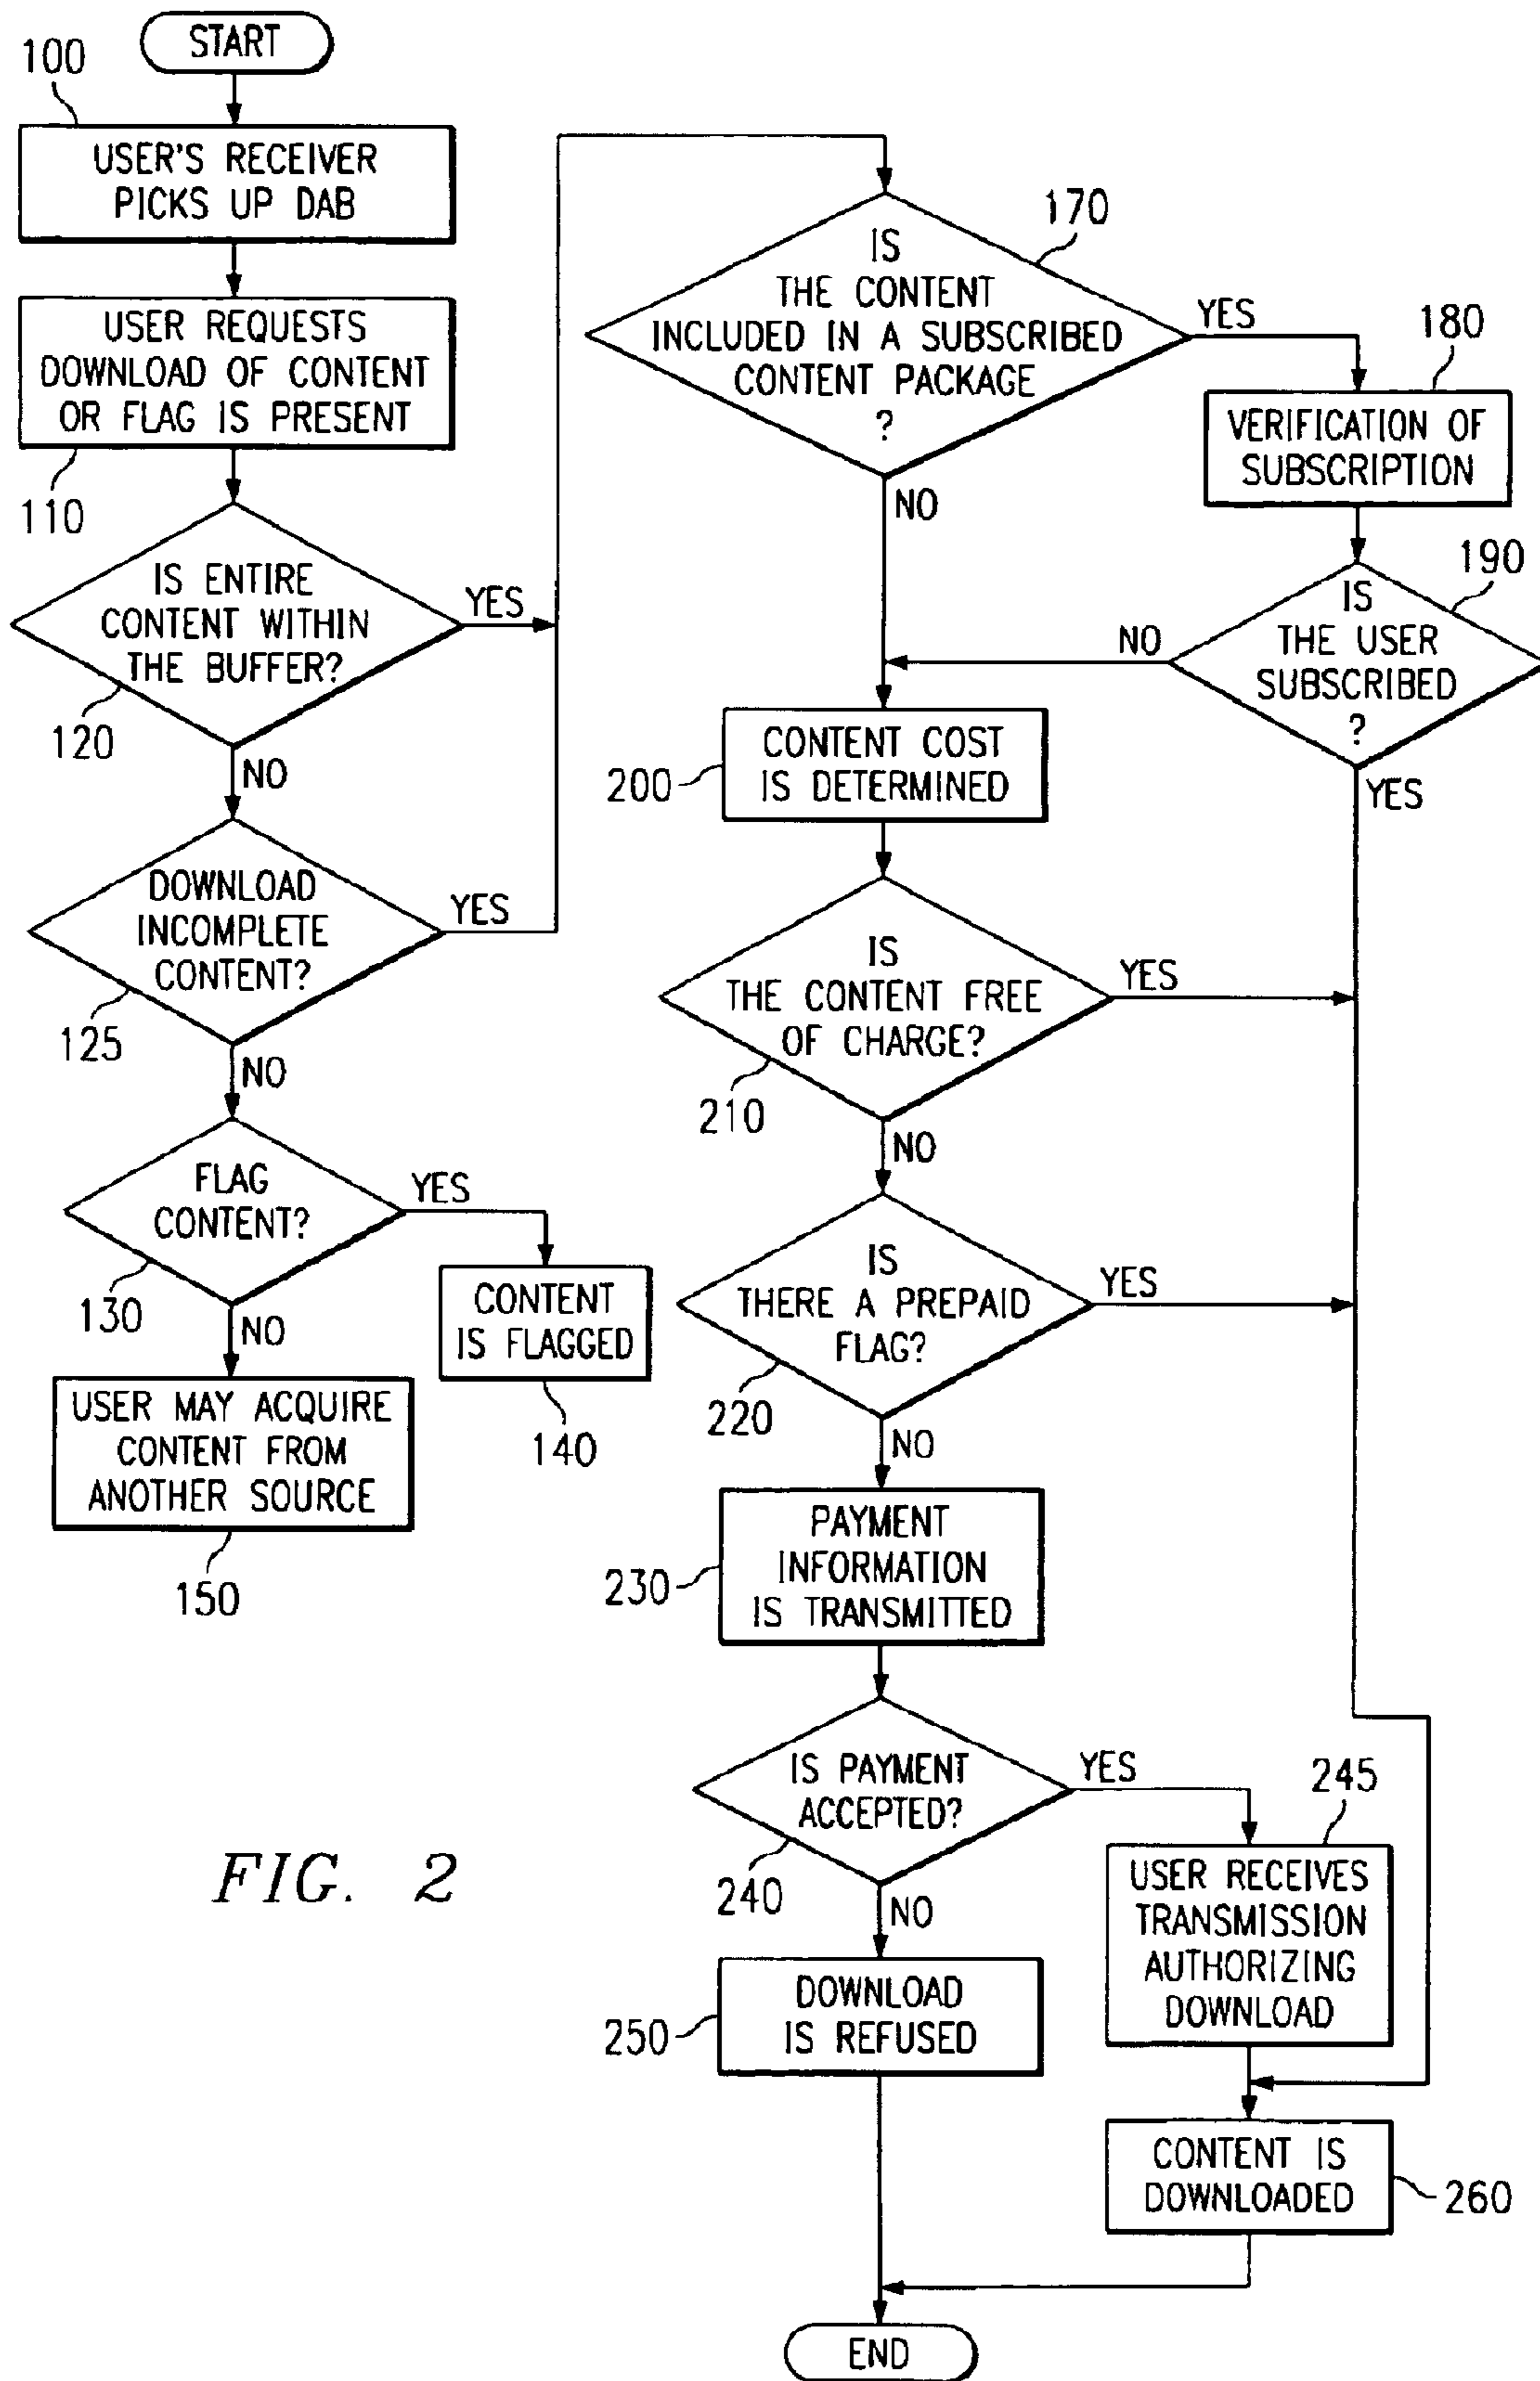 START
100
USER'S RECEIVER
PICKS UP DAB
USER REQUESTS
DOWNLOAD OF CONTENT
OR FLAG IS PRESENT
110
IS ENTIRE
CONTENT WITHIN
THE BUFFER?
YES
120
NO
DOWNLOAD
INCOMPLETE
CONTENT?
YES
125
NO
FLAG
CONTENT?
YES
130
NO
CONTENT
IS FLAGGED
140
USER MAY ACQUIRE
CONTENT FROM
ANOTHER SOURCE
150
170
IS
THE CONTENT
INCLUDED IN A SUBSCRIBED
CONTENT PACKAGE
?
YES
NO
180
VERIFICATION OF
SUBSCRIPTION
190
IS
THE USER
SUBSCRIBED
?
NO
YES
CONTENT COST
IS DETERMINED
200
IS
THE CONTENT FREE
OF CHARGE?
YES
210
NO
IS
THERE A PREPAID
FLAG?
YES
220
NO
PAYMENT
INFORMATION
IS TRANSMITTED
230
IS PAYMENT
ACCEPTED?
YES
240
NO
245
USER RECEIVES
TRANSMISSION
AUTHORIZING
DOWNLOAD
DOWNLOAD
IS REFUSED
250
CONTENT IS
DOWNLOADED
260
END
FIG. 2